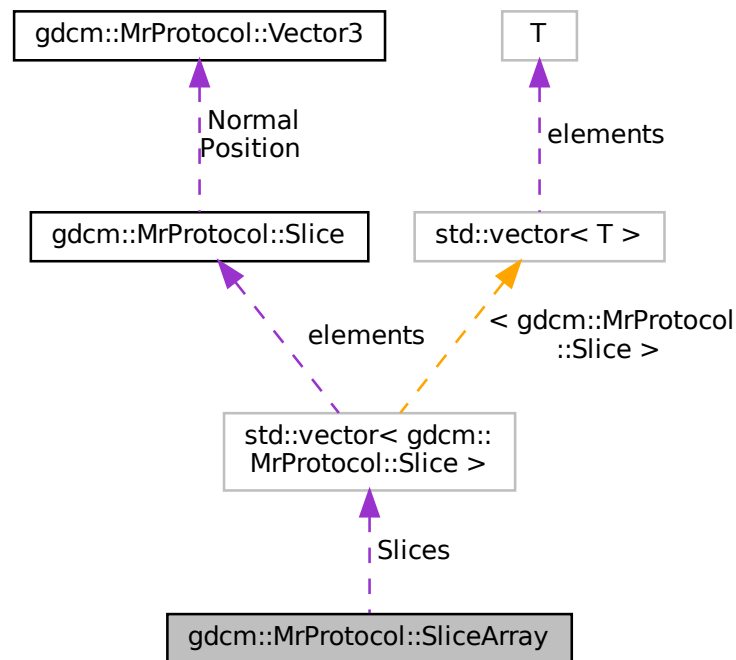 gdcm::MrProtocol::Vector3
T
Normal
Position
elements
gdcm::MrProtocol::Slice
std::vector< T >
elements
< gdcm::MrProtocol
::Slice >
std::vector< gdcm::
MrProtocol::Slice >
Slices
gdcm::MrProtocol::SliceArray